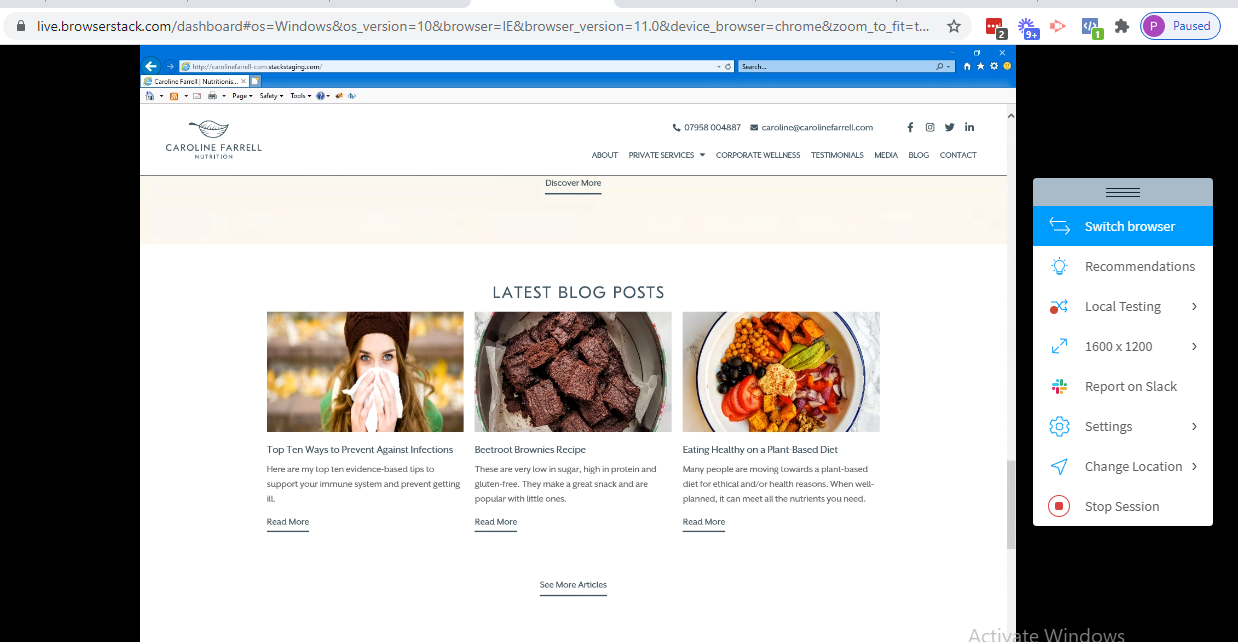 live.browserstack.com/dashboard#os=Windows&os_version=10&browser=IE&browser_version=11.0&device_browser=chrome&zoom_to_fit=t...
2
9+
1
P Paused
http://carolinefarrell-com.stackstaging.com/
Search...
Caroline Farrell | Nutritionis...
Page Safety Tools
CAROLINE FARRELL
NUTRITION
07958 004887 caroline@carolinefarrell.com
ABOUT PRIVATE SERVICES CORPORATE WELLNESS TESTIMONIALS MEDIA BLOG CONTACT
Discover More
LATEST BLOG POSTS
Top Ten Ways to Prevent Against Infections
Here are my top ten evidence-based tips to
support your immune system and prevent getting
ill.
Read More
Beetroot Brownies Recipe
These are very low in sugar, high in protein and
gluten-free. They make a great snack and are
popular with little ones.
Read More
Eating Healthy on a Plant-Based Diet
Many people are moving towards a plant-based
diet for ethical and/or health reasons. When well-
planned, it can meet all the nutrients you need.
Read More
See More Articles
Switch browser
Recommendations
Local Testing
1600 x 1200
Report on Slack
Settings
Change Location
Stop Session
Activate Windows